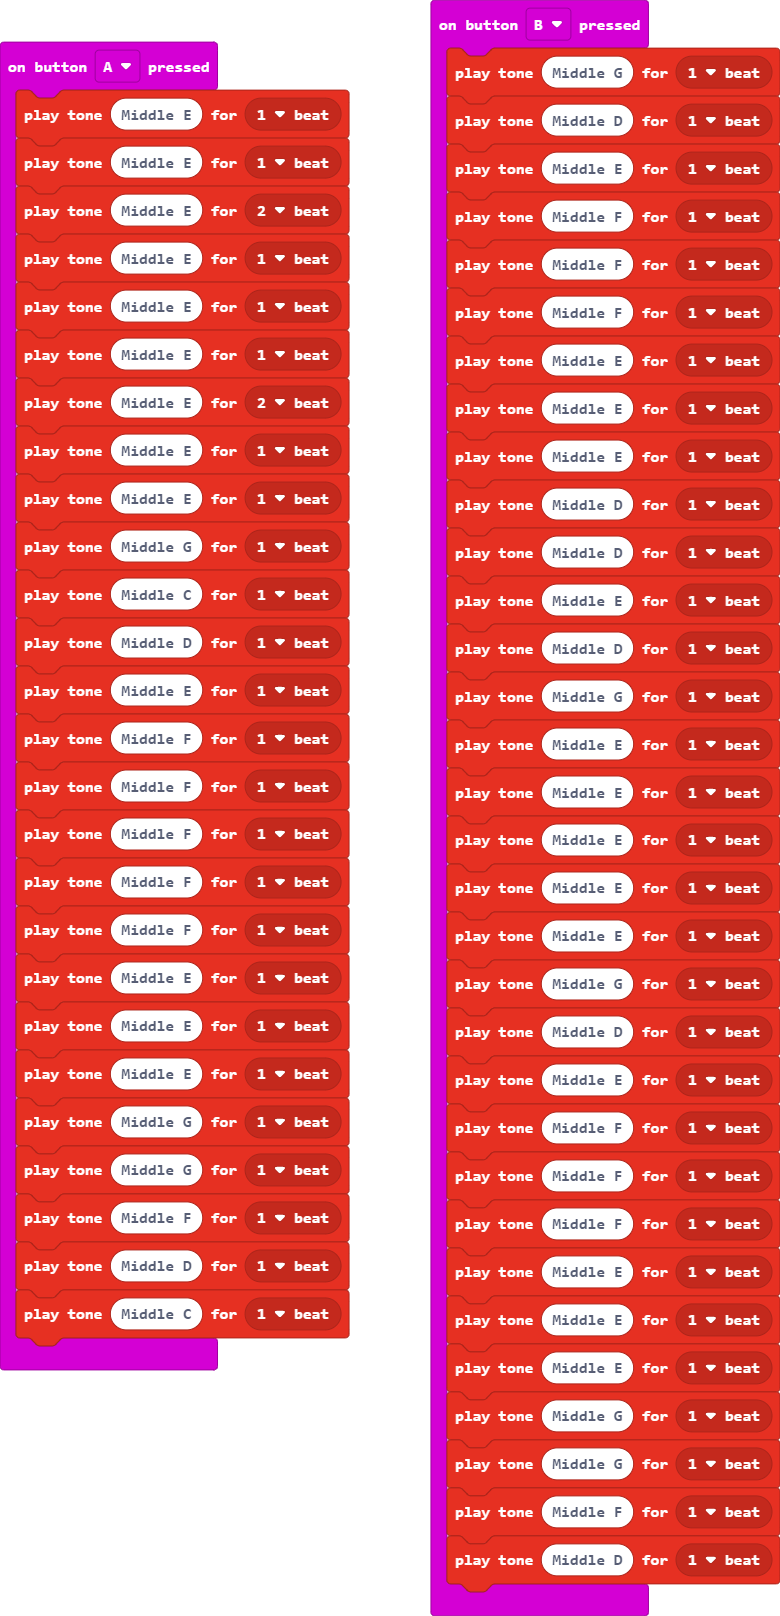 on button A pressed
play tone Middle E for 1 beat
play tone Middle E for 1 beat
play tone Middle E for 2 beat
play tone Middle E for 1 beat
play tone Middle E for 1 beat
play tone Middle E for 1 beat
play tone Middle E for 2 beat
play tone Middle E for 1 beat
play tone Middle E for 1 beat
play tone Middle G for 1 beat
play tone Middle C for 1 beat
play tone Middle D for 1 beat
play tone Middle E for 1 beat
play tone Middle F for 1 beat
play tone Middle F for 1 beat
play tone Middle F for 1 beat
play tone Middle F for 1 beat
play tone Middle F for 1 beat
play tone Middle E for 1 beat
play tone Middle E for 1 beat
play tone Middle E for 1 beat
play tone Middle G for 1 beat
play tone Middle G for 1 beat
play tone Middle F for 1 beat
play tone Middle D for 1 beat
play tone Middle C for 1 beat
on button B pressed
play tone Middle G for 1 beat
play tone Middle D for 1 beat
play tone Middle E for 1 beat
play tone Middle F for 1 beat
play tone Middle F for 1 beat
play tone Middle F for 1 beat
play tone Middle E for 1 beat
play tone Middle E for 1 beat
play tone Middle E for 1 beat
play tone Middle D for 1 beat
play tone Middle D for 1 beat
play tone Middle E for 1 beat
play tone Middle D for 1 beat
play tone Middle G for 1 beat
play tone Middle E for 1 beat
play tone Middle E for 1 beat
play tone Middle E for 1 beat
play tone Middle E for 1 beat
play tone Middle E for 1 beat
play tone Middle G for 1 beat
play tone Middle D for 1 beat
play tone Middle E for 1 beat
play tone Middle F for 1 beat
play tone Middle F for 1 beat
play tone Middle F for 1 beat
play tone Middle E for 1 beat
play tone Middle E for 1 beat
play tone Middle E for 1 beat
play tone Middle G for 1 beat
play tone Middle G for 1 beat
play tone Middle F for 1 beat
play tone Middle D for 1 beat